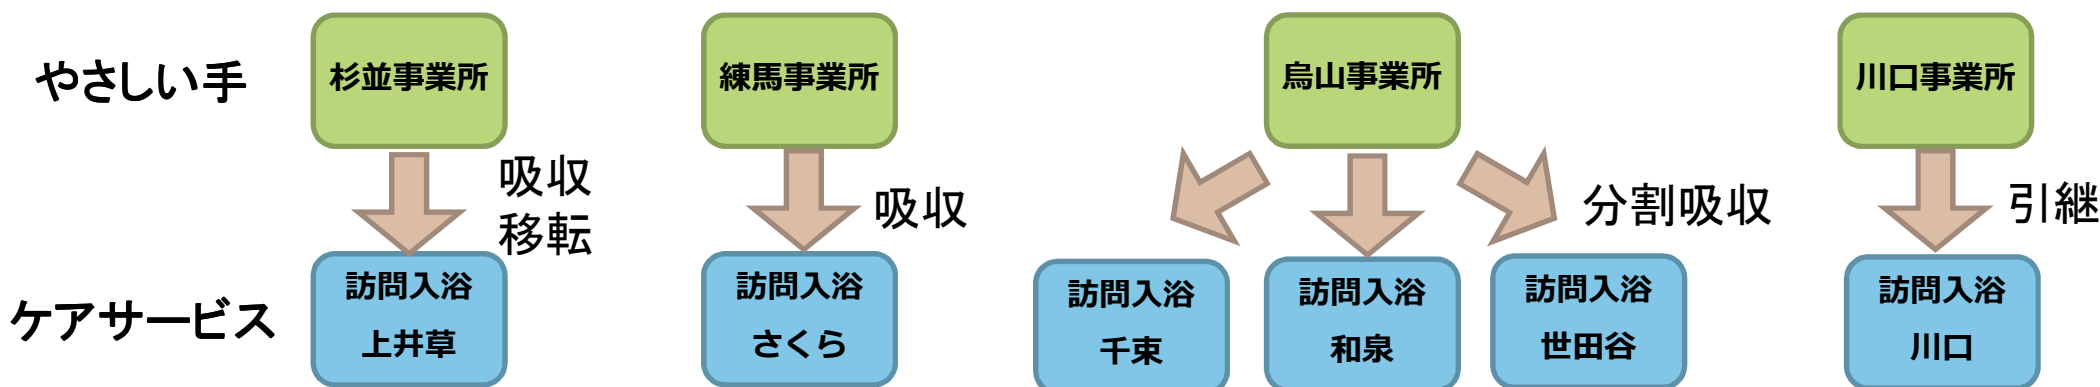 やさしい手
杉並事業所
練馬事業所
烏山事業所
川口事業所
吸収
移転
吸収
分割吸収
引継
ケアサービス
訪問入浴
上井草
訪問入浴
さくら
訪問入浴
千束
訪問入浴
和泉
訪問入浴
世田谷
訪問入浴
川口